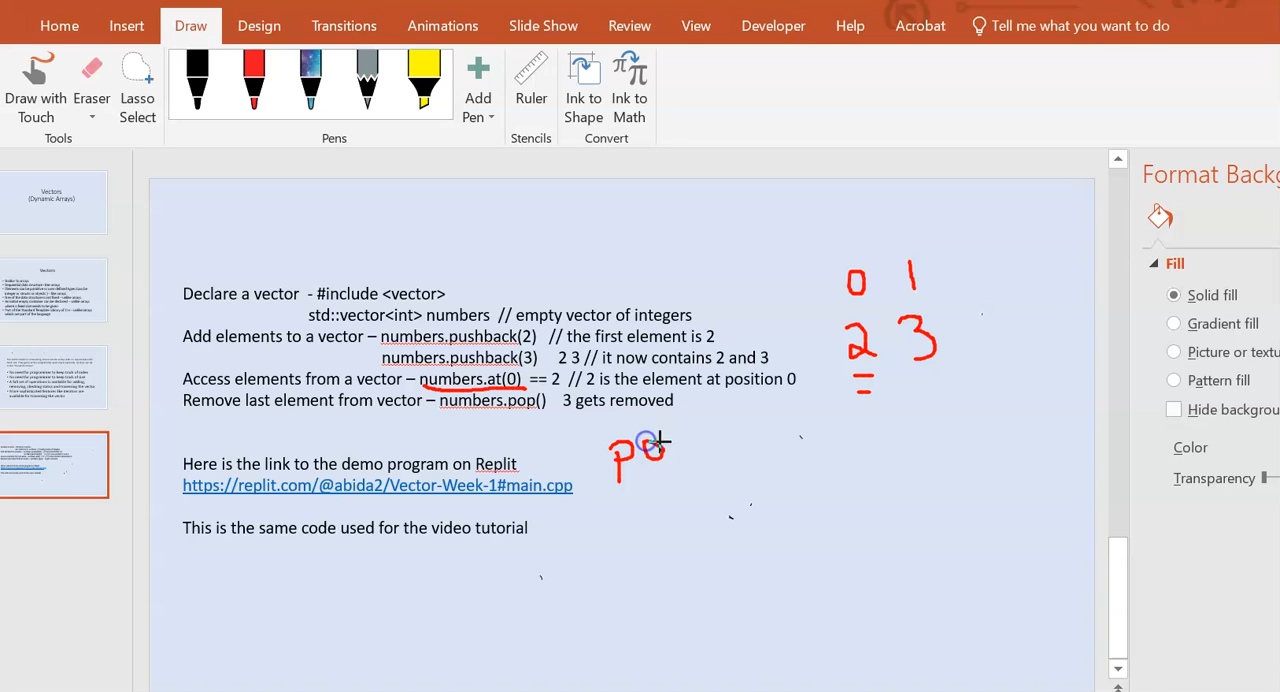 Home Insert Draw Design Transitions Animations Slide Show Review View Developer Help Acrobat Tell me what you want to do
Draw with Touch
Eraser
Lasso Select
Add Pen
Ruler
Ink to Shape
Ink to Math
Tools
Pens
Stencils
Convert
Vectors
(Dynamic Arrays)
Vectors
Declare a vector - #include <vector>
std::vector<int> numbers // empty vector of integers
Add elements to a vector – numbers.pushback(2) // the first element is 2
numbers.pushback(3) 2 3 // it now contains 2 and 3
Access elements from a vector – numbers.at(0) == 2 // 2 is the element at position 0
Remove last element from vector – numbers.pop() 3 gets removed
0 1
2 3
po
Here is the link to the demo program on Replit
https://replit.com/@abida2/Vector-Week-1#main.cpp
This is the same code used for the video tutorial
Format Backg
Fill
Solid fill
Gradient fill
Picture or textu
Pattern fill
Hide backgrou
Color
Transparency